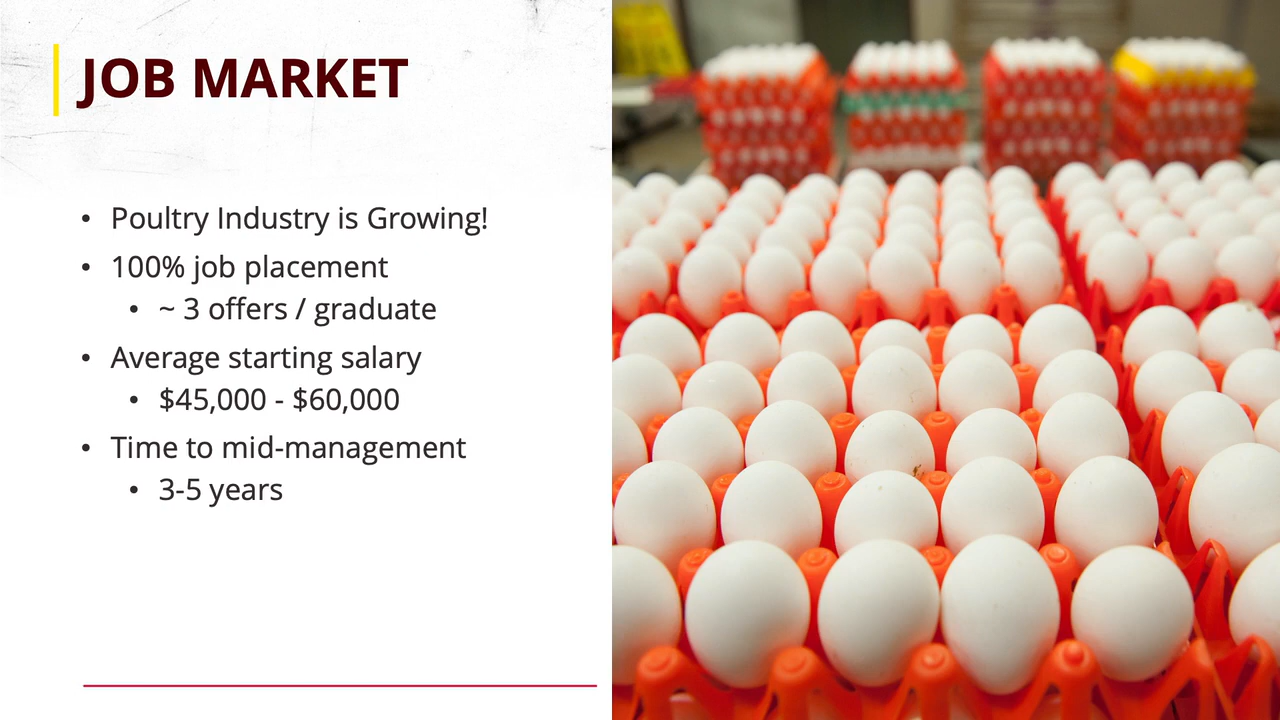 JOB MARKET
• Poultry Industry is Growing!
• 100% job placement
• ~ 3 offers / graduate
• Average starting salary
• $45,000 - $60,000
• Time to mid-management
• 3-5 years